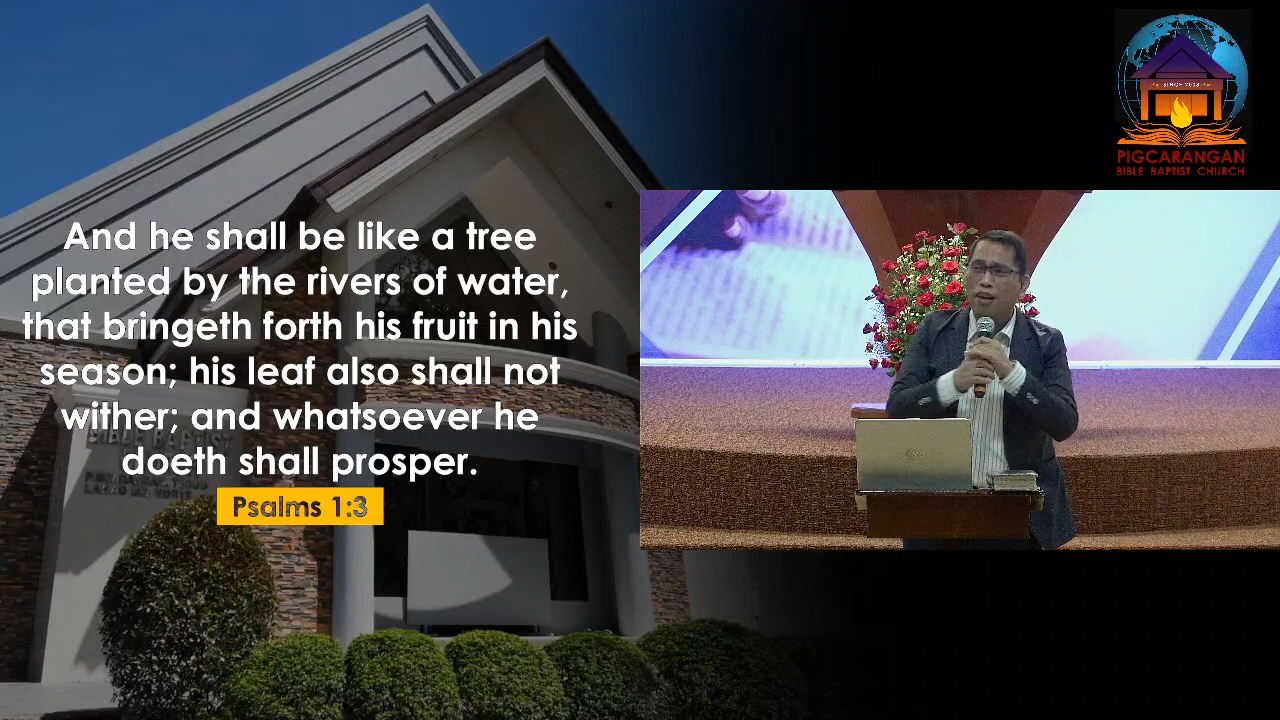 And he shall be like a tree
planted by the rivers of water,
that bringeth forth his fruit in his
season; his leaf also shall not
wither; and whatsoever he
doeth shall prosper.
Psalms 1:3
BIBLE BAPTIST
PIGCARANGAN
BIBLE BAPTIST CHURCH